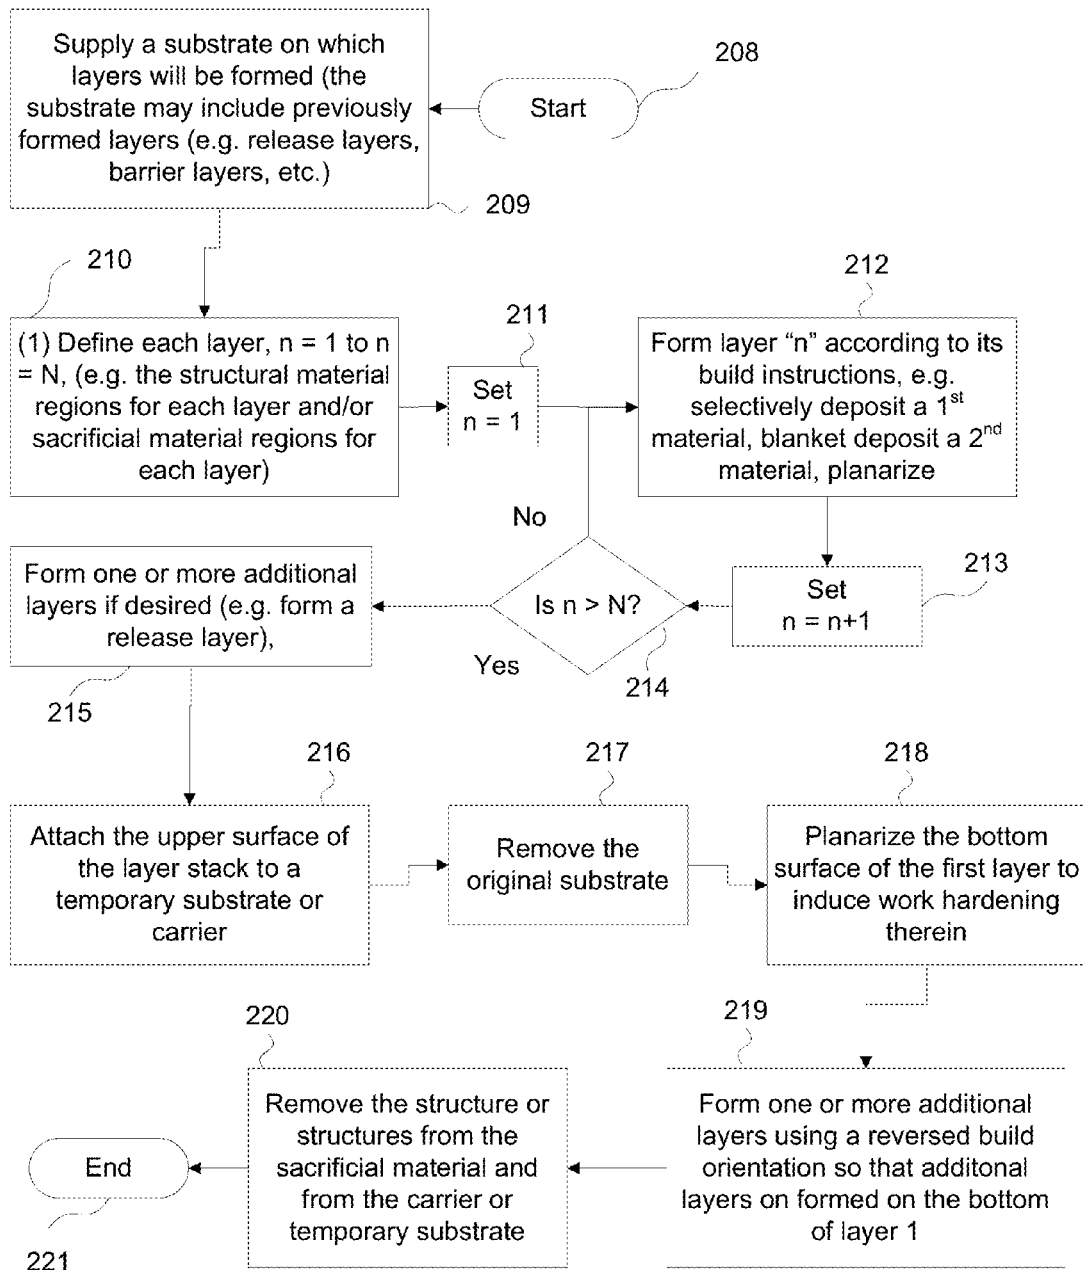 Supply a substrate on which
layers will be formed (the
substrate may include previously
formed layers (e.g. release layers,
barrier layers, etc.)
Start
208
209
210
(1) Define each layer, n = 1 to n
= N, (e.g. the structural material
regions for each layer and/or
sacrificial material regions for
each layer)
211
Set
n = 1
212
Form layer “n” according to its
build instructions, e.g.
selectively deposit a 1st
material, blanket deposit a 2nd
material, planarize
213
Set
n = n+1
No
Is n > N?
Yes
214
Form one or more additional
layers if desired (e.g. form a
release layer),
215
216
Attach the upper surface of
the layer stack to a
temporary substrate or
carrier
217
Remove the
original substrate
218
Planarize the bottom
surface of the first layer to
induce work hardening
therein
219
Form one or more additional
layers using a reversed build
orientation so that additonal
layers on formed on the bottom
of layer 1
220
Remove the structure or
structures from the
sacrificial material and
from the carrier or
temporary substrate
End
221